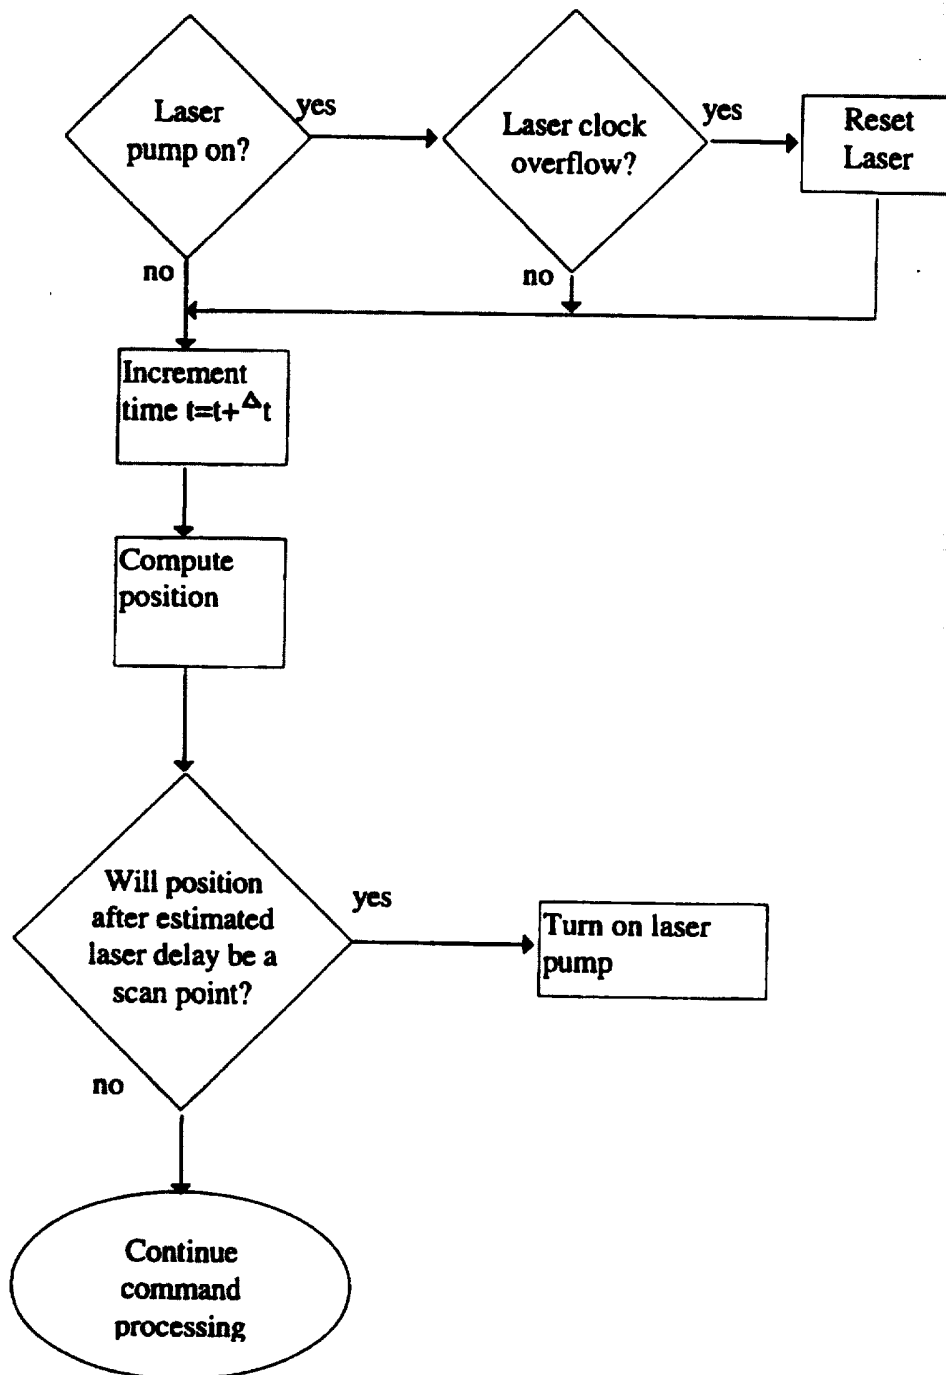 Laser
pump on?
yes
Laser clock
overflow?
yes
Reset
Laser
no
no
Increment
time t=t+Δt
Compute
position
Will position
after estimated
laser delay be a
scan point?
yes
Turn on laser
pump
no
Continue
command
processing